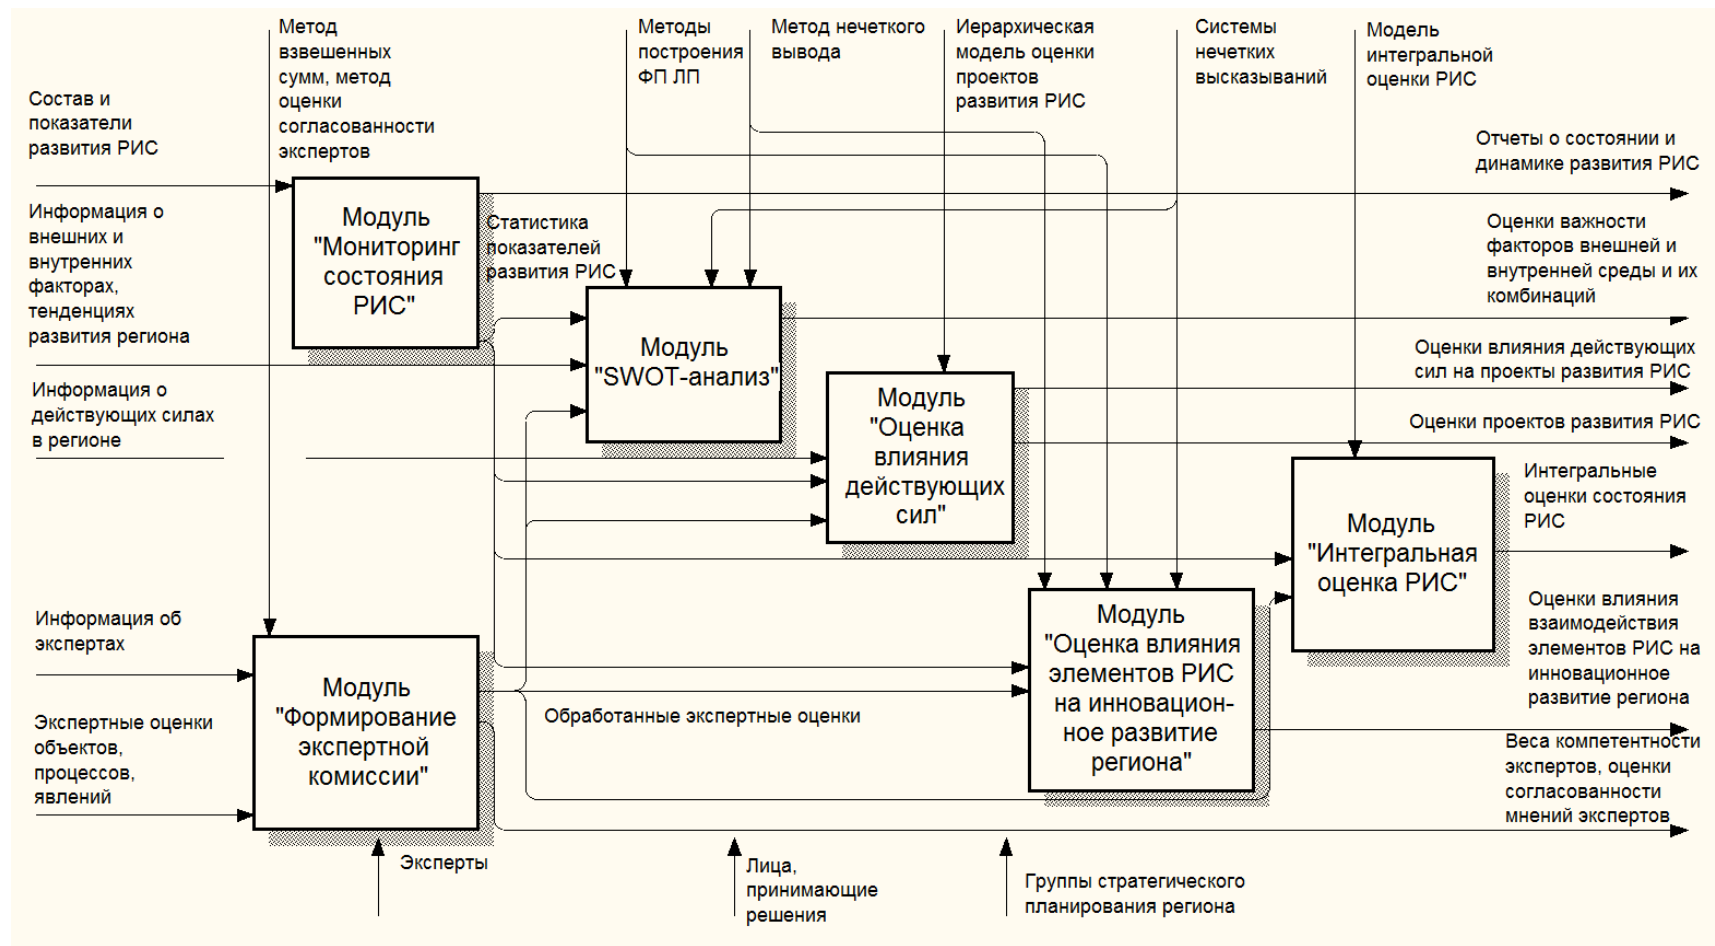 Метод
взвешенных
сумм, метод
оценки
согласованности
экспертов
Методы
построения
ФП ЛП
Метод нечеткого
вывода
Иерархическая
модель оценки
проектов
развития РИС
Системы
нечетких
высказываний
Модель
интегральной
оценки РИС
Состав и
показатели
развития РИС
Информация о
внешних и
внутренних
факторах,
тенденциях
развития региона
Информация о
действующих силах
в регионе
Информация об
экспертах
Экспертные оценки
объектов,
процессов,
явлений
Модуль
"Мониторинг
состояния
РИС"
Статистика
показателей
развития РИС
Модуль
"SWOT-анализ"
Модуль
"Оценка
влияния
действующих
сил"
Модуль
"Интегральная
оценка РИС"
Модуль
"Оценка влияния
элементов РИС
на инновацион-
ное развитие
региона"
Модуль
"Формирование
экспертной
комиссии"
Обработанные экспертные оценки
Отчеты о состоянии и
динамике развития РИС
Оценки важности
факторов внешней и
внутренней среды и их
комбинаций
Оценки влияния действующих
сил на проекты развития РИС
Оценки проектов развития РИС
Интегральные
оценки состояния
РИС
Оценки влияния
взаимодействия
элементов РИС на
инновационное
развитие региона
Веса компетентности
экспертов, оценки
согласованности
мнений экспертов
Эксперты
Лица,
принимающие
решения
Группы стратегического
планирования региона